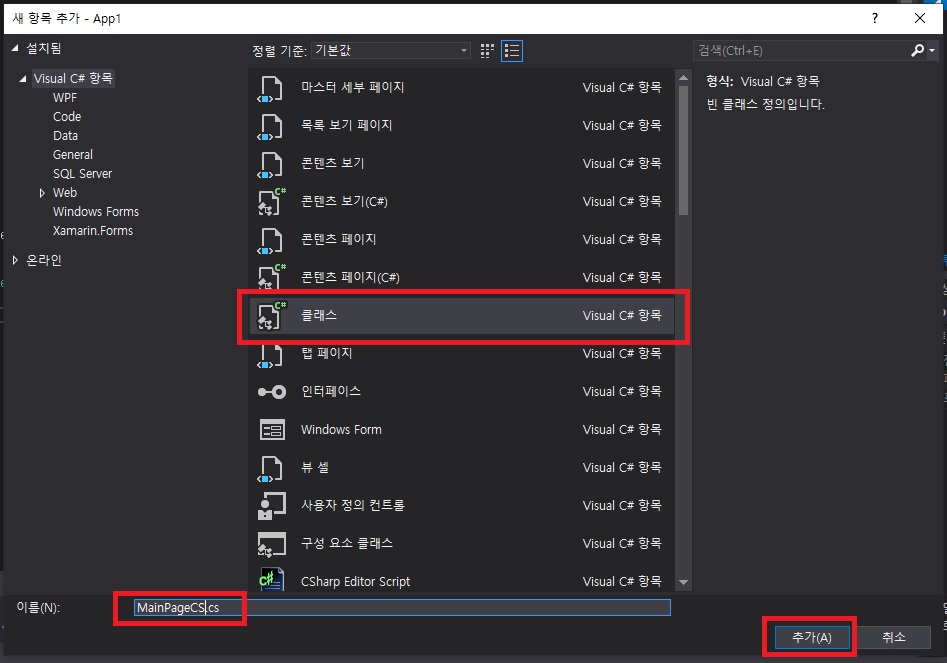 새 항목 추가 - App1
?
설치됨
정렬 기준: 기본값
검색(Ctrl+E)
Visual C# 항목
WPF
Code
Data
General
SQL Server
Web
Windows Forms
Xamarin.Forms
온라인
마스터 세부 페이지 Visual C# 항목
목록 보기 페이지 Visual C# 항목
콘텐츠 보기 Visual C# 항목
C# 콘텐츠 보기(C#) Visual C# 항목
콘텐츠 페이지 Visual C# 항목
C# 콘텐츠 페이지(C#) Visual C# 항목
C# 클래스 Visual C# 항목
탭 페이지 Visual C# 항목
인터페이스 Visual C# 항목
Windows Form Visual C# 항목
뷰 셀 Visual C# 항목
사용자 정의 컨트롤 Visual C# 항목
구성 요소 클래스 Visual C# 항목
C# CSharp Editor Script Visual C# 항목
형식: Visual C# 항목
빈 클래스 정의입니다.
이름(N): MainPageCS.cs
추가(A) 취소